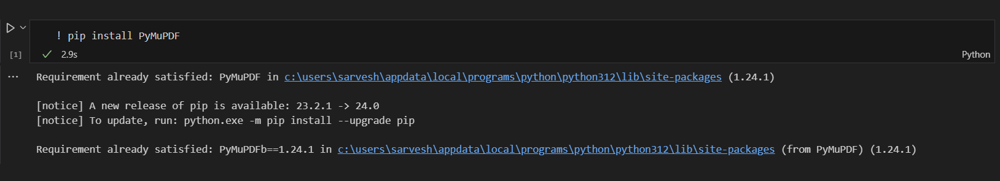 ! pip install PyMuPDF
[1]
2.9s
Python
Requirement already satisfied: PyMuPDF in c:\users\sarvesh\appdata\local\programs\python\python312\lib\site-packages (1.24.1)
[notice] A new release of pip is available: 23.2.1 -> 24.0
[notice] To update, run: python.exe -m pip install --upgrade pip
Requirement already satisfied: PyMuPDFb==1.24.1 in c:\users\sarvesh\appdata\local\programs\python\python312\lib\site-packages (from PyMuPDF) (1.24.1)